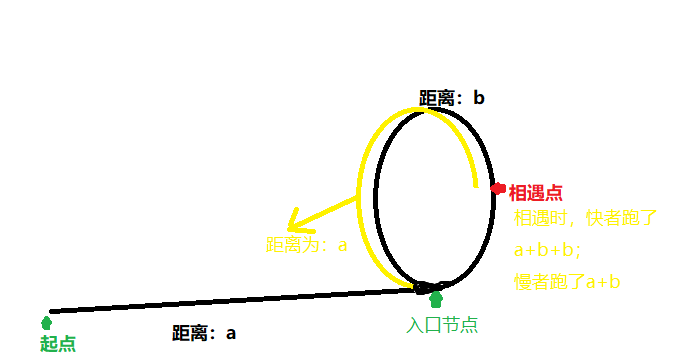 距离：b
相遇点
相遇时，快者跑了
a+b+b；
慢者跑了a+b
距离为：a
入口节点
距离：a
起点